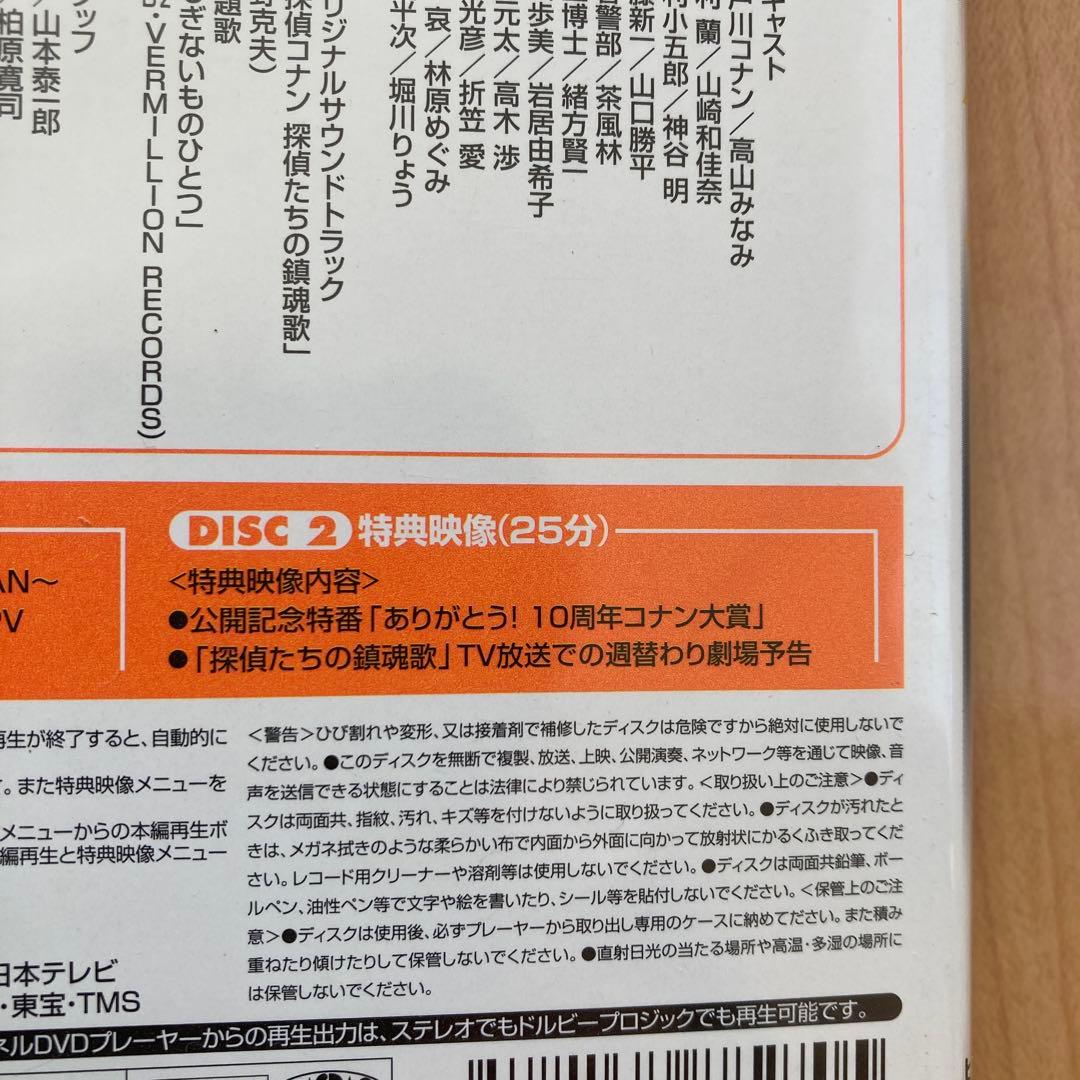 キャスト
戸川コナン／高山みなみ
利 蘭／山崎和佳奈
利小五郎／神谷 明
藤新一／山口勝平
暮警部／茶風林
笠博士／緒方賢一
歩美／岩居由希子
元太／高木 渉
光彦／折笠 愛
哀／林原めぐみ
平次／堀川りょう
リジナルサウンドトラック
探偵コナン 探偵たちの鎮魂歌」
野克夫)
題歌
ぎないものひとつ」
B'z・VERMILLION RECORDS)
ッフ
／山本泰一郎
柏原寛司
DISC 2 特典映像(25分)
AN〜
PV
<特典映像内容>
●公開記念特番「ありがとう! 10周年コナン大賞」
●「探偵たちの鎮魂歌」TV放送での週替わり劇場予告
再生が終了すると、自動的に
。また特典映像メニューを
メニューからの本編再生ボ
編再生と特典映像メニュー
<警告>ひび割れや変形、又は接着剤で補修したディスクは危険ですから絶対に使用しないで
ください。●このディスクを無断で複製、放送、上映、公開演奏、ネットワーク等を通じて映像、音
声を送信できる状態にすることは法律により禁じられています。<取り扱い上のご注意>●ディ
スクは両面共、指紋、汚れ、キズ等を付けないように取り扱ってください。●ディスクが汚れたと
きは、メガネ拭きのような柔らかい布で内面から外面に向かって放射状にかるくふき取ってくだ
さい。レコード用クリーナーや溶剤等は使用しないでください。●ディスクは両面共鉛筆、ボー
ルペン、油性ペン等で文字や絵を書いたり、シール等を貼付しないでください。<保管上のご注
意>●ディスクは使用後、必ずプレーヤーから取り出し専用のケースに納めてださい。また積み
重ねたり傾けたりして保管しないでください。●直射日光の当たる場所や高温・多湿の場所に
は保管しないでください。
日本テレビ
・東宝・TMS
ネルDVDプレーヤーからの再生出力は、ステレオでもドルビープロジックでも再生可能です。